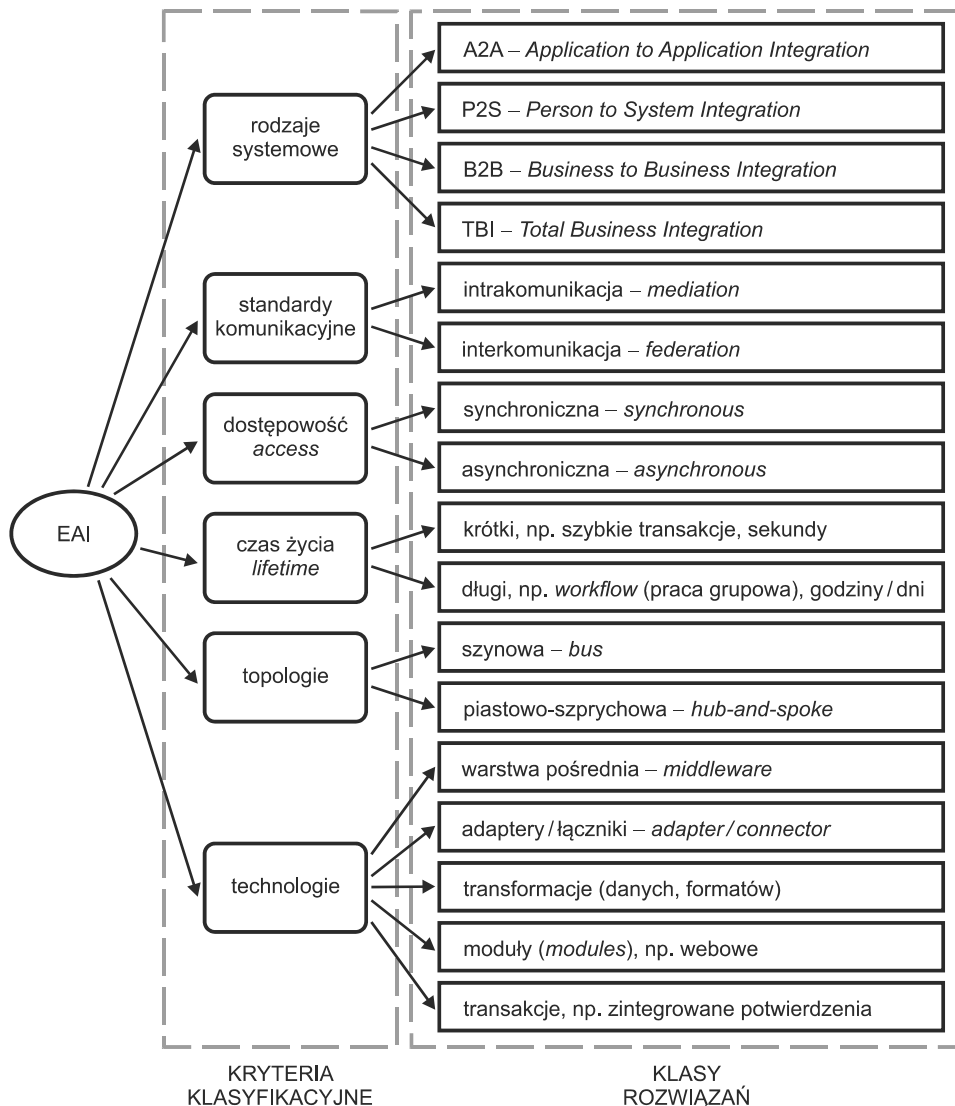 EAI
rodzaje
systemowe
standardy
komunikacyjne
dostępowość
access
czas życia
lifetime
topologie
technologie
A2A – Application to Application Integration
P2S – Person to System Integration
B2B – Business to Business Integration
TBI – Total Business Integration
intrakomunikacja – mediation
interkomunikacja – federation
synchroniczna – synchronous
asynchroniczna – asynchronous
krótki, np. szybkie transakcje, sekundy
długi, np. workflow (praca grupowa), godziny / dni
szynowa – bus
piastowo-szprychowa – hub-and-spoke
warstwa pośrednia – middleware
adaptery / łączniki – adapter / connector
transformacje (danych, formatów)
moduły (modules), np. webowe
transakcje, np. zintegrowane potwierdzenia
KRYTERIA
KLASYFIKACYJNE
KLASY
ROZWIĄZAŃ